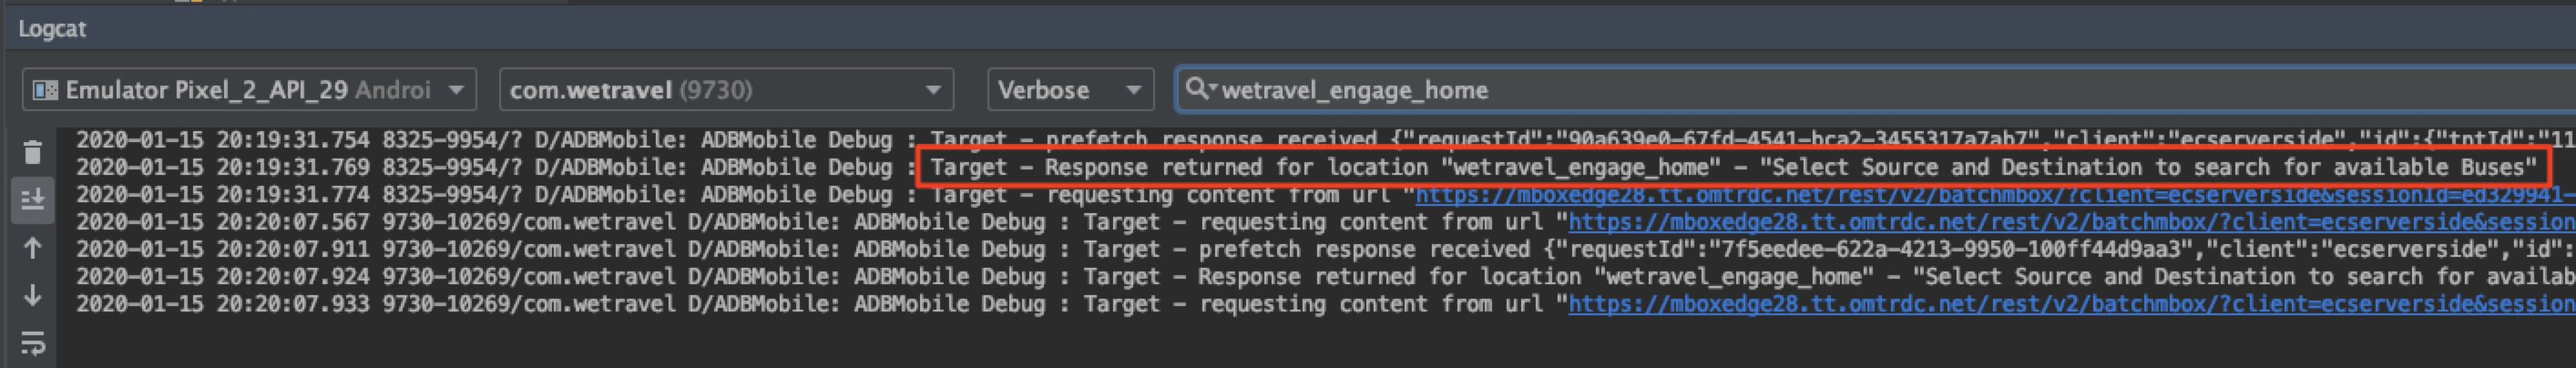 Logcat
Emulator Pixel_2_API_29 Androi com.wetravel (9730) Verbose wetravel_engage_home
2020-01-15 20:19:31.754 8325-9954/? D/ADBMobile: ADBMobile Debug : Target – prefetch response received {"requestId":"90a639e0-67fd-4541-bca2-3455317a7ab7","client":"ecserverside","id":{"tntId":"11
2020-01-15 20:19:31.769 8325-9954/? D/ADBMobile: ADBMobile Debug : Target – Response returned for location "wetravel_engage_home" – "Select Source and Destination to search for available Buses"
2020-01-15 20:19:31.774 8325-9954/? D/ADBMobile: ADBMobile Debug : Target – requesting content from url "https://mboxedge28.tt.omtrdc.net/rest/v2/batchmbox/?client=ecserverside&sessionId=ed329941-
2020-01-15 20:20:07.567 9730-10269/com.wetravel D/ADBMobile: ADBMobile Debug : Target – requesting content from url "https://mboxedge28.tt.omtrdc.net/rest/v2/batchmbox/?client=ecserverside&session
2020-01-15 20:20:07.911 9730-10269/com.wetravel D/ADBMobile: ADBMobile Debug : Target – prefetch response received {"requestId":"7f5eedee-622a-4213-9950-100ff44d9aa3","client":"ecserverside","id":
2020-01-15 20:20:07.924 9730-10269/com.wetravel D/ADBMobile: ADBMobile Debug : Target – Response returned for location "wetravel_engage_home" – "Select Source and Destination to search for availab
2020-01-15 20:20:07.933 9730-10269/com.wetravel D/ADBMobile: ADBMobile Debug : Target – requesting content from url "https://mboxedge28.tt.omtrdc.net/rest/v2/batchmbox/?client=ecserverside&session